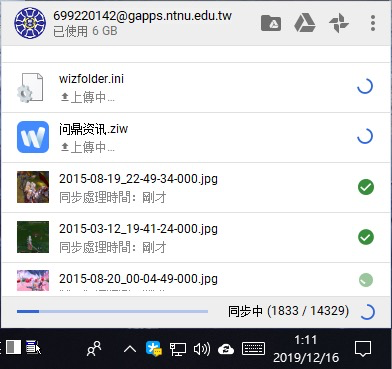 699220142@gapps.ntnu.edu.tw
已使用 6 GB
wizfolder.ini
上傳中...
问鼎资讯.ziw
上傳中...
2015-08-19_22-49-34-000.jpg
同步處理時間：剛才
2015-03-12_19-41-24-000.jpg
同步處理時間：剛才
2015-08-20_00-04-49-000.jpg
同步中 (1833 / 14329)
1:11
2019/12/16